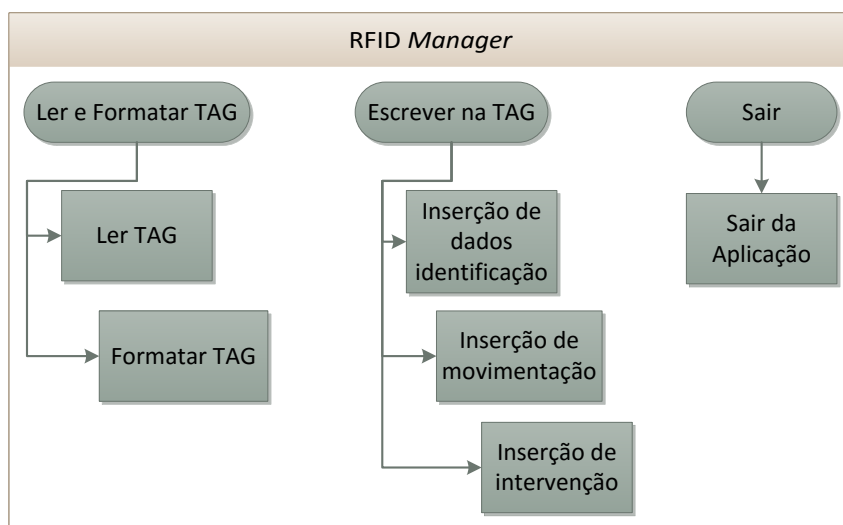 RFID Manager
Ler e Formatar TAG
Ler TAG
Formatar TAG
Escrever na TAG
Inserção de
dados
identificação
Inserção de
movimentação
Inserção de
intervenção
Sair
Sair da
Aplicação